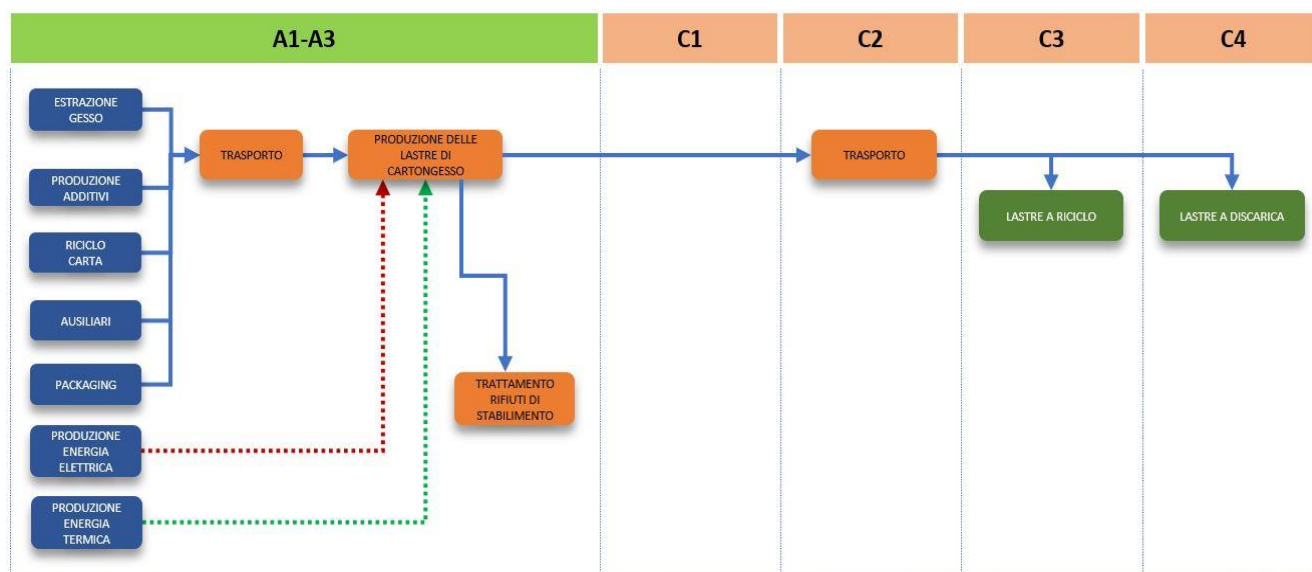 A1-A3
C1
C2
C3
C4
ESTRAZIONE
GESSO
PRODUZIONE
ADDITIVI
RICICLO
CARTA
AUSILIARI
PACKAGING
PRODUZIONE
ENERGIA
ELETTRICA
PRODUZIONE
ENERGIA
TERMICA
TRASPORTO
PRODUZIONE DELLE
LASTRE DI
CARTONGESSO
TRATTAMENTO
RIFIUTI DI
STABILIMENTO
TRASPORTO
LASTRE A RICICLO
LASTRE A DISCARICA